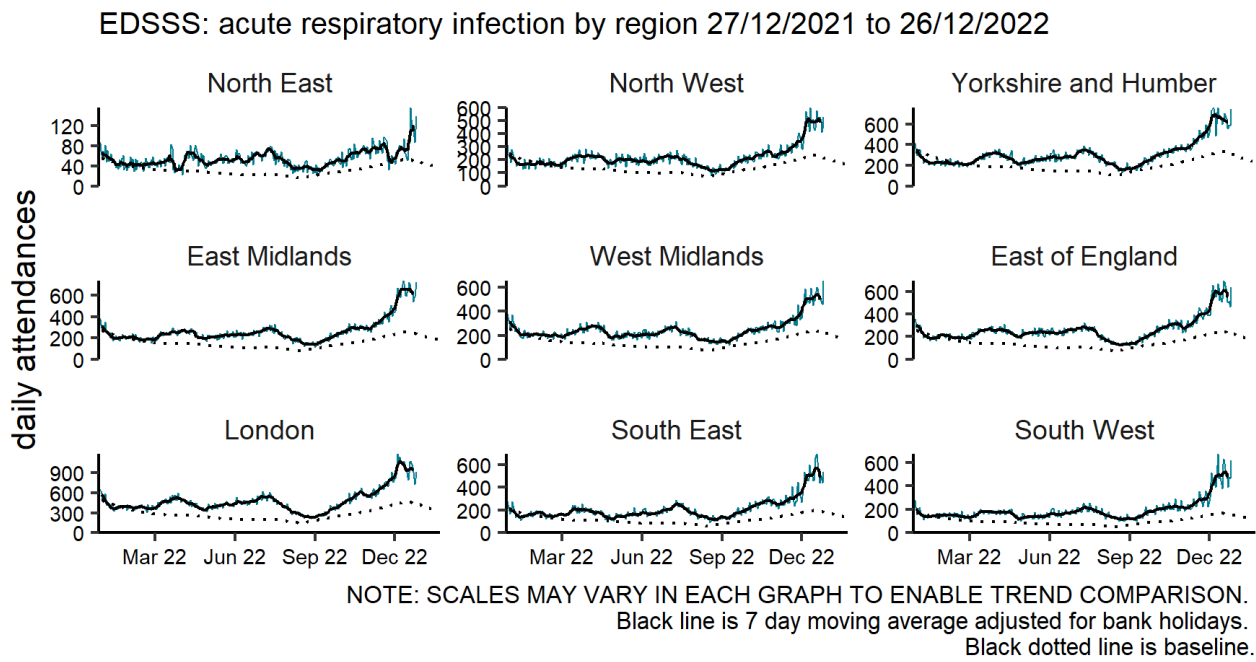 EDSSS: acute respiratory infection by region 27/12/2021 to 26/12/2022
North East
North West
Yorkshire and Humber
120
80
40
0
600
500
400
300
200
100
0
600
400
200
0
East Midlands
West Midlands
East of England
600
400
200
0
600
400
200
0
600
400
200
0
daily attendances
London
South East
South West
900
600
300
0
600
400
200
0
600
400
200
0
Mar 22 Jun 22 Sep 22 Dec 22
Mar 22 Jun 22 Sep 22 Dec 22
Mar 22 Jun 22 Sep 22 Dec 22
NOTE: SCALES MAY VARY IN EACH GRAPH TO ENABLE TREND COMPARISON.
Black line is 7 day moving average adjusted for bank holidays.
Black dotted line is baseline.